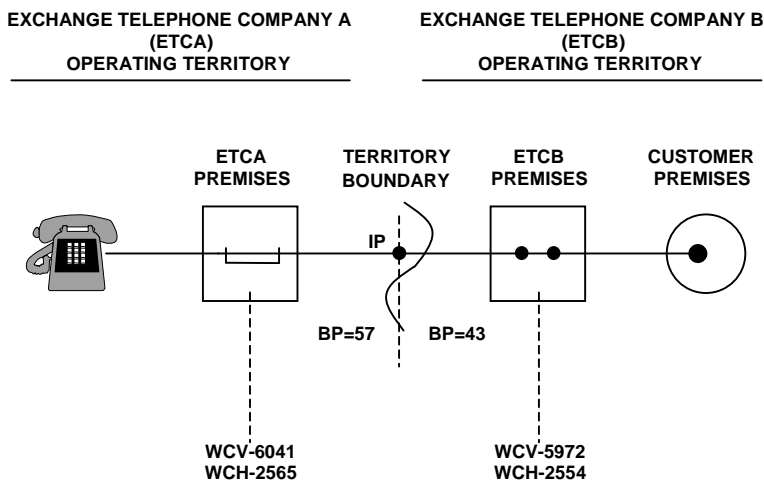 EXCHANGE TELEPHONE COMPANY A
(ETCA)
OPERATING TERRITORY
EXCHANGE TELEPHONE COMPANY B
(ETCB)
OPERATING TERRITORY
ETCA
PREMISES
TERRITORY
BOUNDARY
ETCB
PREMISES
CUSTOMER
PREMISES
IP
BP=57
BP=43
WCV-6041
WCH-2565
WCV-5972
WCH-2554